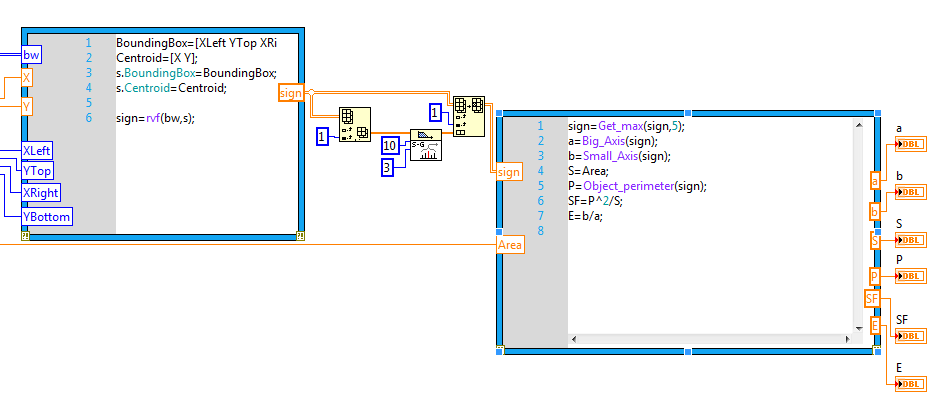 bw
X
Y
XLeft
YTop
XRight
YBottom
1 BoundingBox=[XLeft YTop XRi
2 Centroid=[X Y];
3 s.BoundingBox=BoundingBox;
4 s.Centroid=Centroid;
5
6 sign=rvf(bw,s);
sign
1
10
3
S-G
1
sign
Area
1 sign=Get_max(sign,5);
2 a=Big_Axis(sign);
3 b=Small_Axis(sign);
4 S=Area;
5 P=Object_perimeter(sign);
6 SF=P^2/S;
7 E=b/a;
8
a
b
S
P
SF
E
a
DBL
b
DBL
S
DBL
P
DBL
SF
DBL
E
DBL